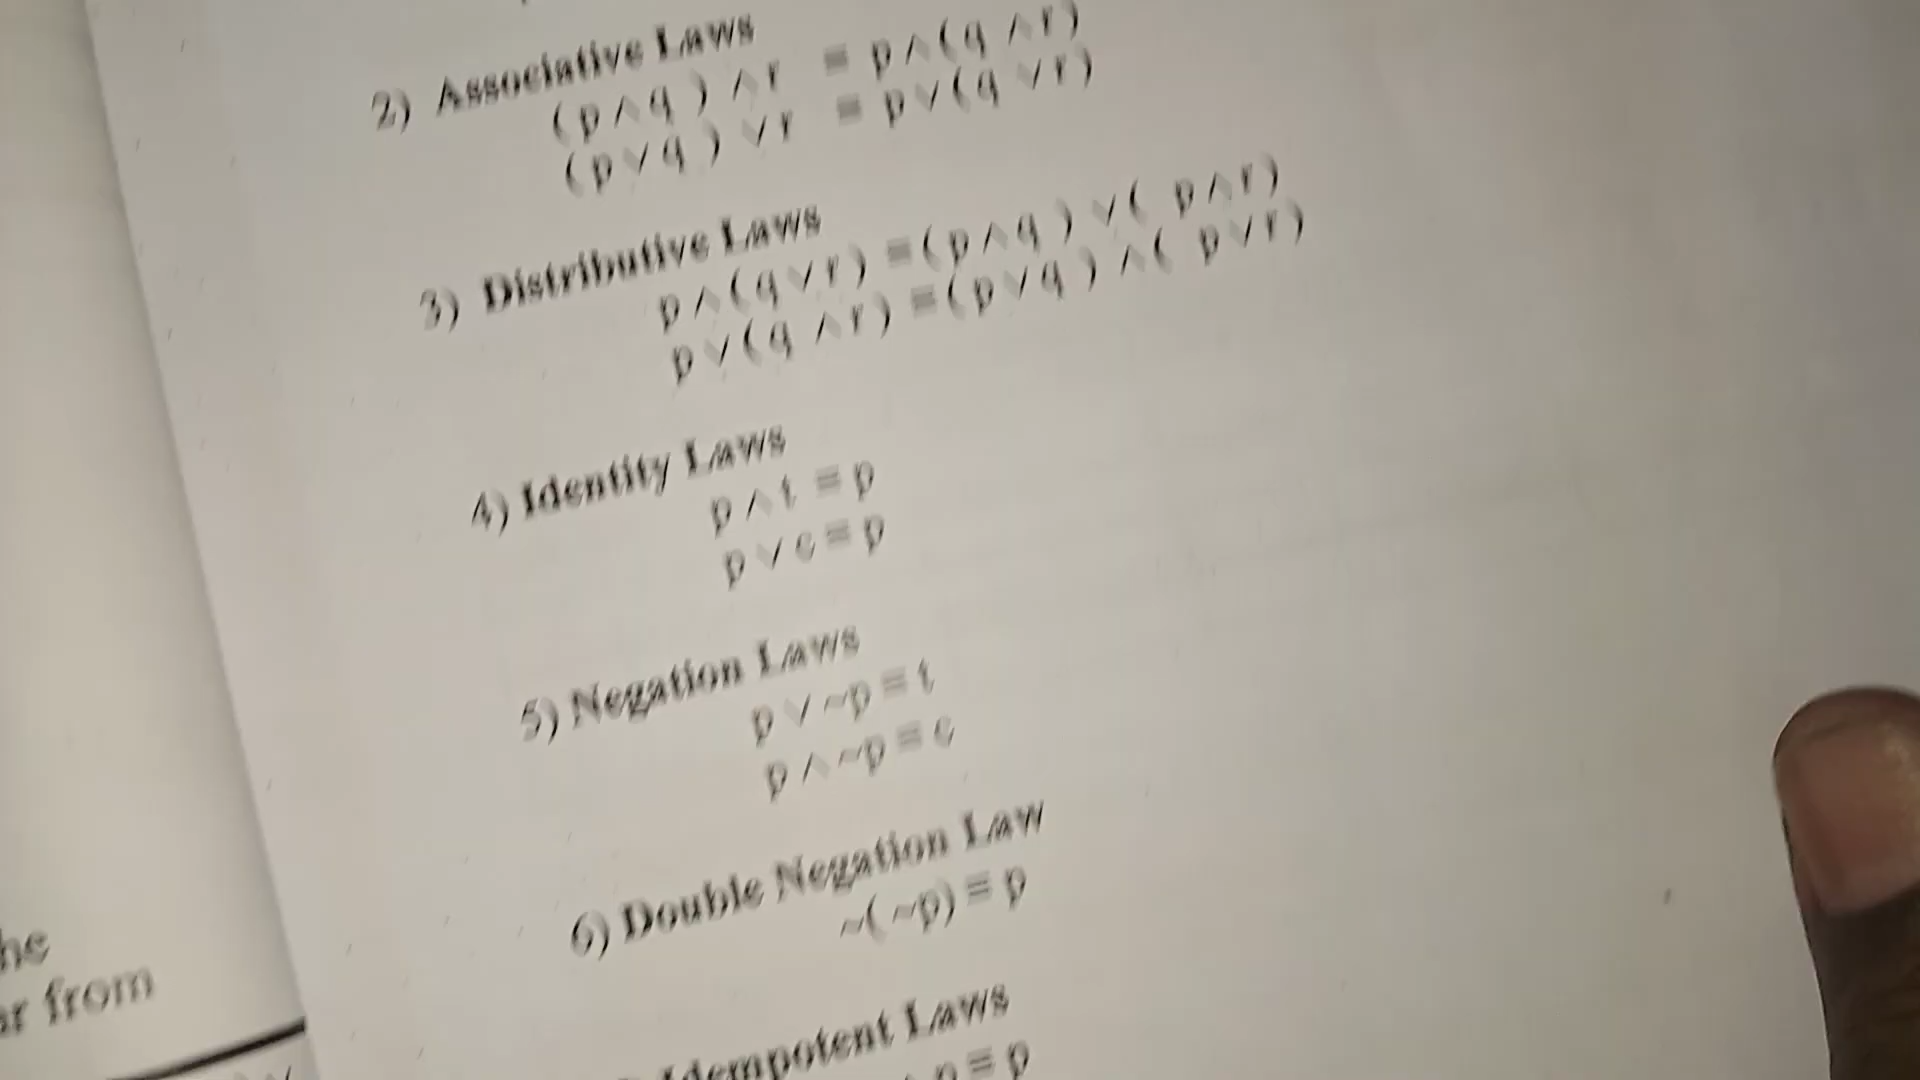 2) Associative Laws
(p ∧ q ) ∧ r ≡ p ∧ (q ∧ r)
(p ∨ q ) ∨ r ≡ p ∨ (q ∨ r)
3) Distributive Laws
p ∧ (q ∨ r) ≡ (p ∧ q ) ∨ ( p ∧ r)
p ∨ (q ∧ r) ≡ (p ∨ q ) ∧ ( p ∨ r)
4) Identity Laws
p ∧ t ≡ p
p ∨ c ≡ p
5) Negation Laws
p ∨ ~p ≡ t
p ∧ ~p ≡ c
6) Double Negation Law
~( ~p) ≡ p
Idempotent Laws
∧ p ≡ p
from